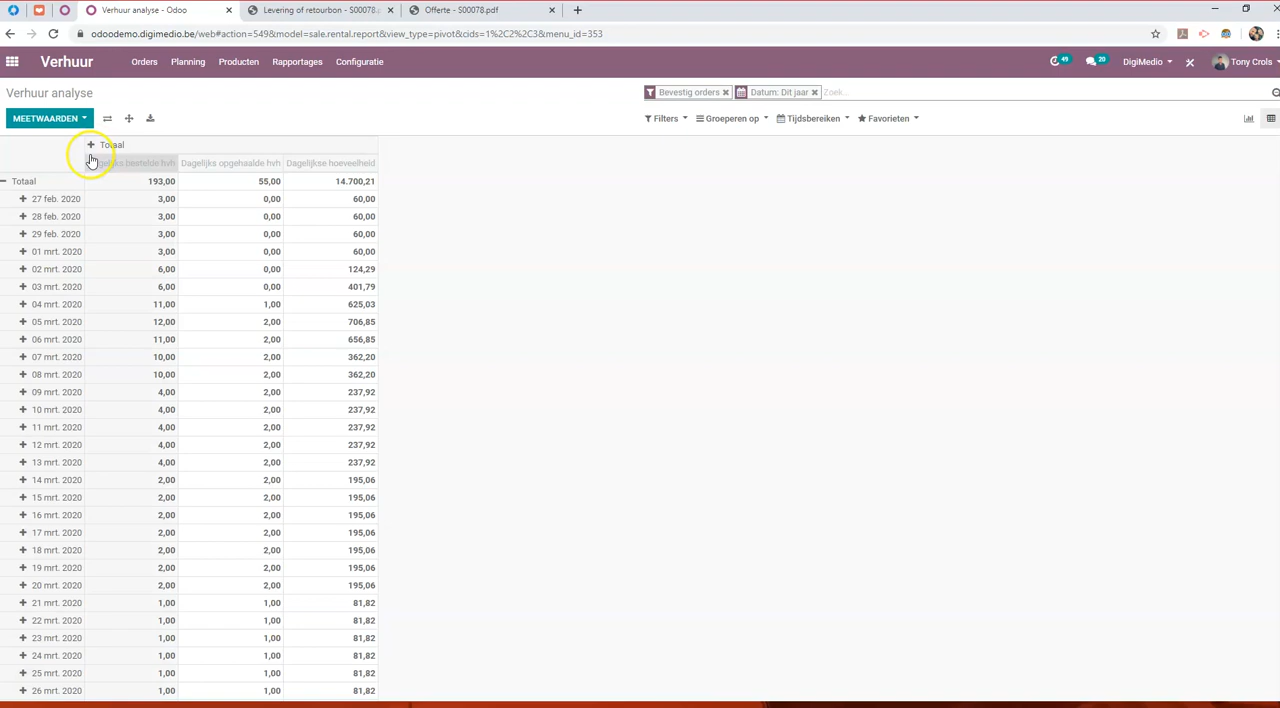 Verhuur analyse - Odoo
Levering of retourbon - S00078.p
Offerte - S00078.pdf
odoodemo.digimedio.be/web#action=549&model=sale.rental.report&view_type=pivot&cids=1%2C2%2C3&menu_id=353
Verhuur Orders Planning Producten Rapportages Configuratie 49 20 DigiMedio Tony Crols
Verhuur analyse Bevestig orders Datum: Dit jaar Zoek...
MEETWAARDEN Filters Groeperen op Tijdsbereiken Favorieten
Totaal
gelijks bestelde hvh Dagelijks opgehaalde hvh Dagelijkse hoeveelheid
Totaal 193,00 55,00 14.700,21
27 feb. 2020 3,00 0,00 60,00
28 feb. 2020 3,00 0,00 60,00
29 feb. 2020 3,00 0,00 60,00
01 mrt. 2020 3,00 0,00 60,00
02 mrt. 2020 6,00 0,00 124,29
03 mrt. 2020 6,00 0,00 401,79
04 mrt. 2020 11,00 1,00 625,03
05 mrt. 2020 12,00 2,00 706,85
06 mrt. 2020 11,00 2,00 656,85
07 mrt. 2020 10,00 2,00 362,20
08 mrt. 2020 10,00 2,00 362,20
09 mrt. 2020 4,00 2,00 237,92
10 mrt. 2020 4,00 2,00 237,92
11 mrt. 2020 4,00 2,00 237,92
12 mrt. 2020 4,00 2,00 237,92
13 mrt. 2020 4,00 2,00 237,92
14 mrt. 2020 2,00 2,00 195,06
15 mrt. 2020 2,00 2,00 195,06
16 mrt. 2020 2,00 2,00 195,06
17 mrt. 2020 2,00 2,00 195,06
18 mrt. 2020 2,00 2,00 195,06
19 mrt. 2020 2,00 2,00 195,06
20 mrt. 2020 2,00 2,00 195,06
21 mrt. 2020 1,00 1,00 81,82
22 mrt. 2020 1,00 1,00 81,82
23 mrt. 2020 1,00 1,00 81,82
24 mrt. 2020 1,00 1,00 81,82
25 mrt. 2020 1,00 1,00 81,82
26 mrt. 2020 1,00 1,00 81,82